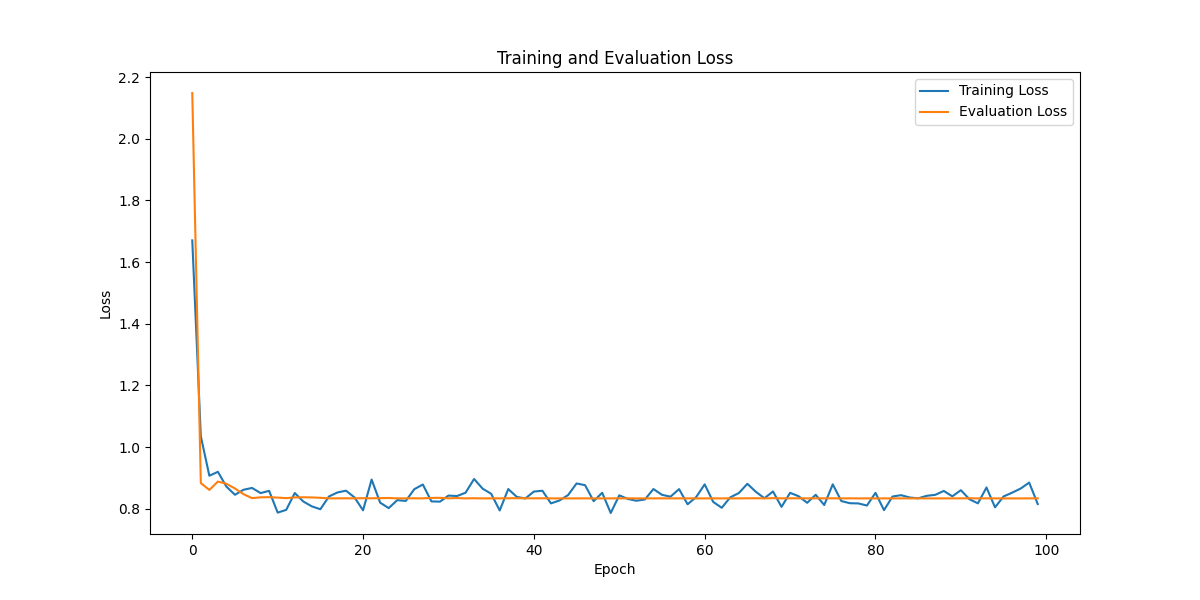 Training and Evaluation Loss
2.2
2.0
1.8
1.6
1.4
1.2
1.0
0.8
Loss
Training Loss
Evaluation Loss
0 20 40 60 80 100
Epoch